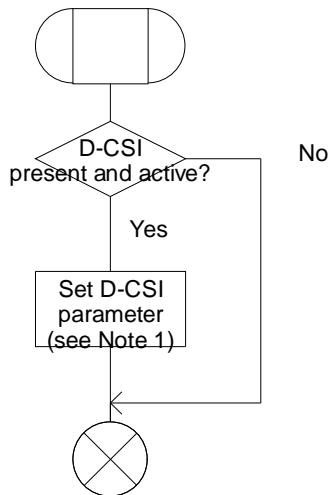 D-CSI
present and active?
No
Yes
Set D-CSI
parameter
(see Note 1)